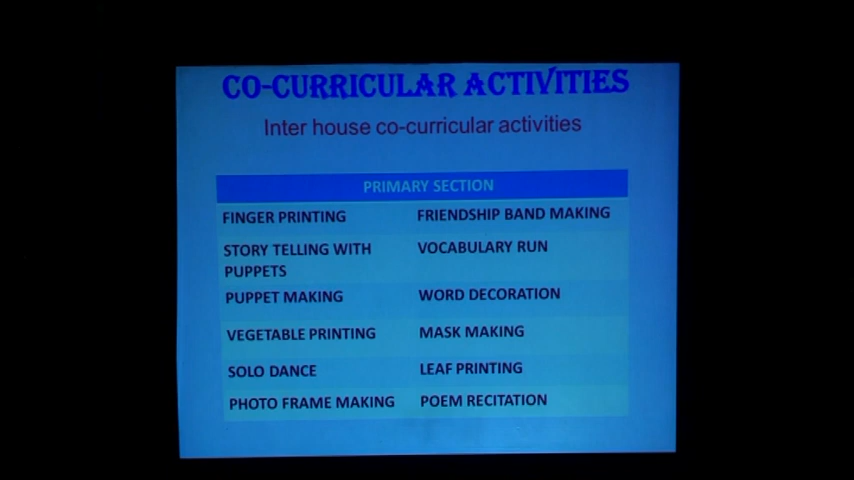 CO-CURRICULAR ACTIVITIES
Inter house co-curricular activities
PRIMARY SECTION
FINGER PRINTING FRIENDSHIP BAND MAKING
STORY TELLING WITH VOCABULARY RUN
PUPPETS
PUPPET MAKING WORD DECORATION
VEGETABLE PRINTING MASK MAKING
SOLO DANCE LEAF PRINTING
PHOTO FRAME MAKING POEM RECITATION